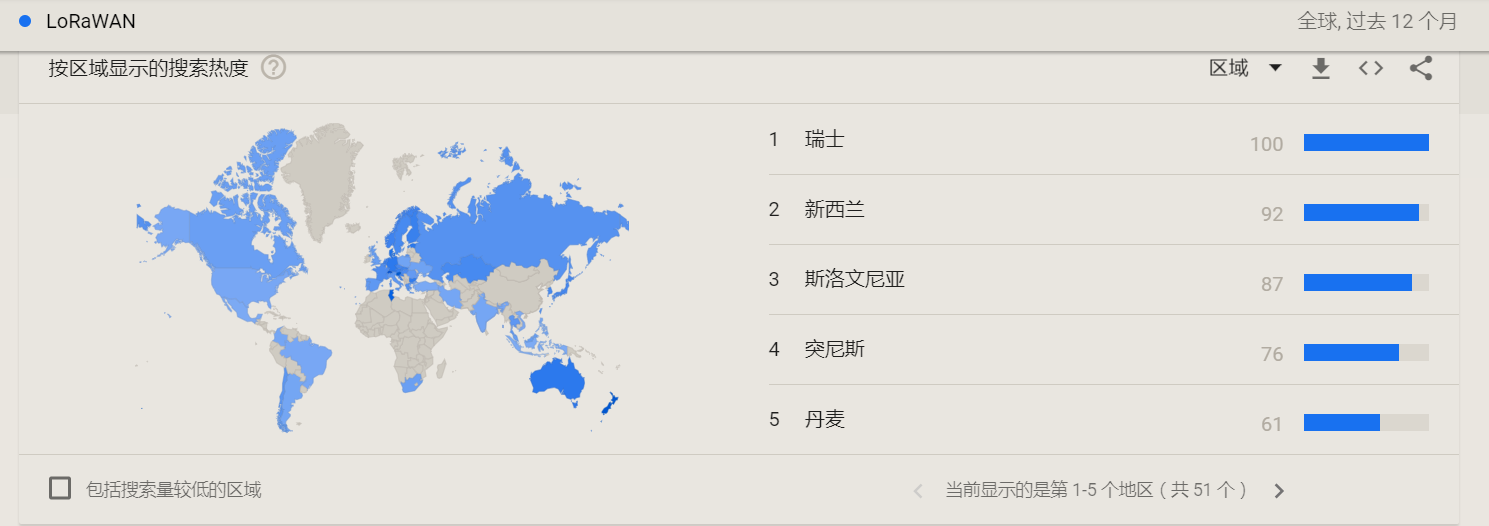 LoRaWAN 全球, 过去 12 个月
按区域显示的搜索热度 区域
1 瑞士 100
2 新西兰 92
3 斯洛文尼亚 87
4 突尼斯 76
5 丹麦 61
包括搜索量较低的区域 当前显示的是第 1-5 个地区 ( 共 51 个 )